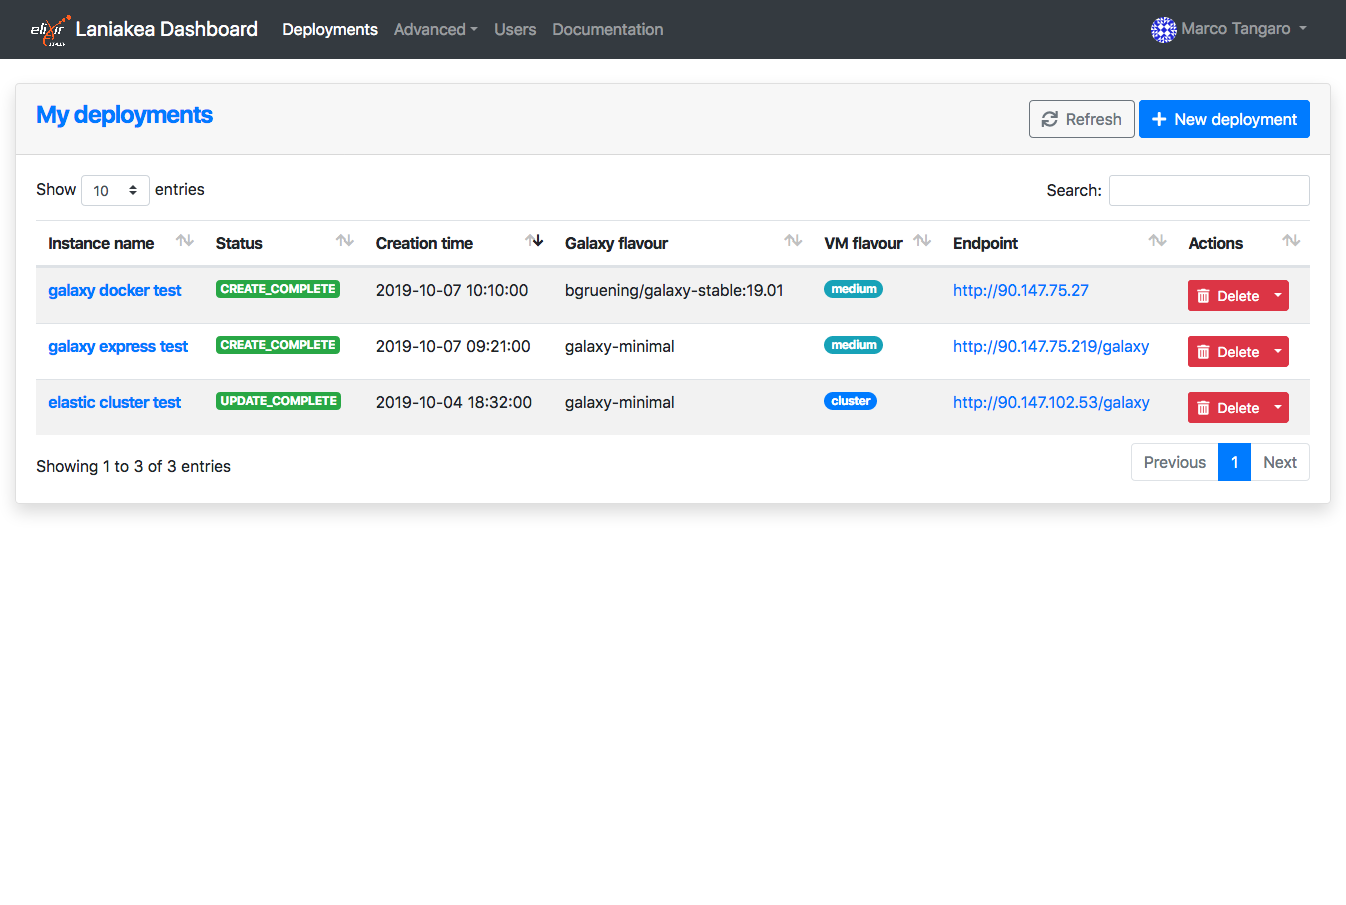 elixir ITALY Laniakea Dashboard Deployments Advanced Users Documentation Marco Tangaro
My deployments Refresh New deployment
Show 10 entries Search:
Instance name Status Creation time Galaxy flavour VM flavour Endpoint Actions
galaxy docker test CREATE_COMPLETE 2019-10-07 10:10:00 bgruening/galaxy-stable:19.01 medium http://90.147.75.27 Delete
galaxy express test CREATE_COMPLETE 2019-10-07 09:21:00 galaxy-minimal medium http://90.147.75.219/galaxy Delete
elastic cluster test UPDATE_COMPLETE 2019-10-04 18:32:00 galaxy-minimal cluster http://90.147.102.53/galaxy Delete
Showing 1 to 3 of 3 entries Previous 1 Next